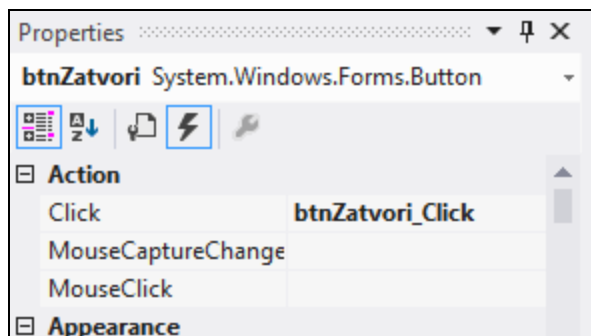 Properties
btnZatvori System.Windows.Forms.Button
Action
Click btnZatvori_Click
MouseCaptureChange
MouseClick
Appearance